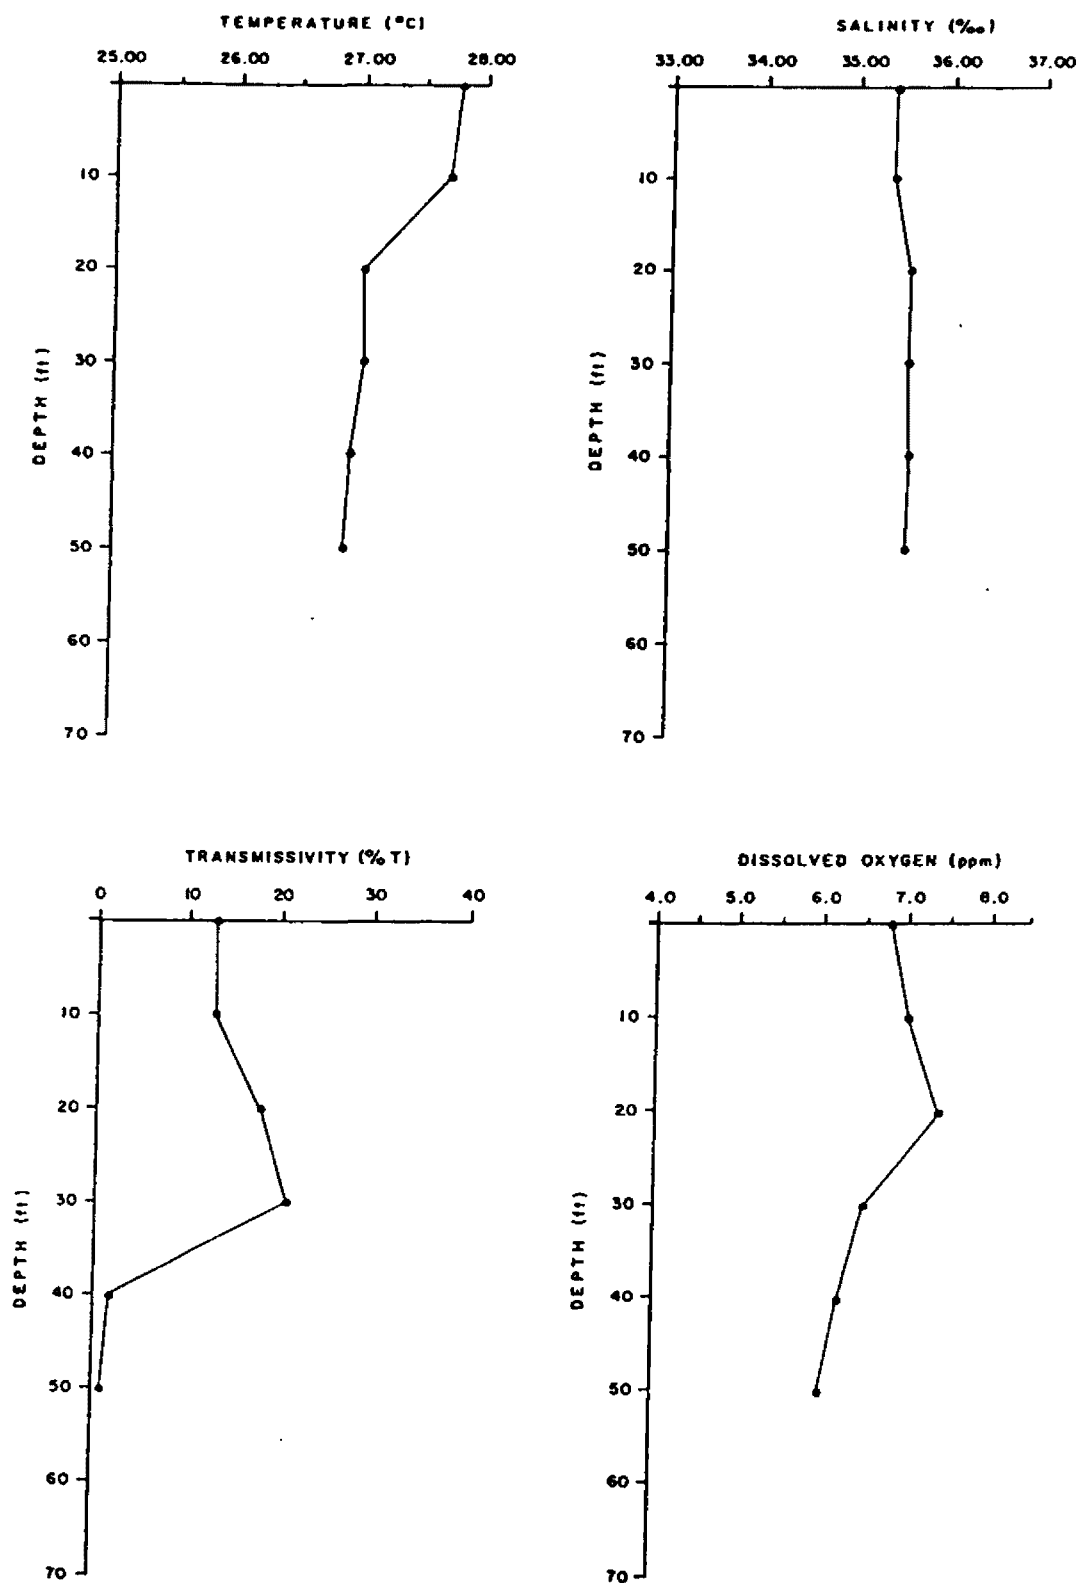 TEMPERATURE (°C)
25.00 26.00 27.00 28.00
10
20
30
40
50
60
70
DEPTH (ft)
SALINITY (‰)
33.00 34.00 35.00 36.00 37.00
10
20
30
40
50
60
70
DEPTH (ft)
TRANSMISSIVITY (% T)
0 10 20 30 40
10
20
30
40
50
60
70
DEPTH (ft)
DISSOLVED OXYGEN (ppm)
4.0 5.0 6.0 7.0 8.0
10
20
30
40
50
60
70
DEPTH (ft)